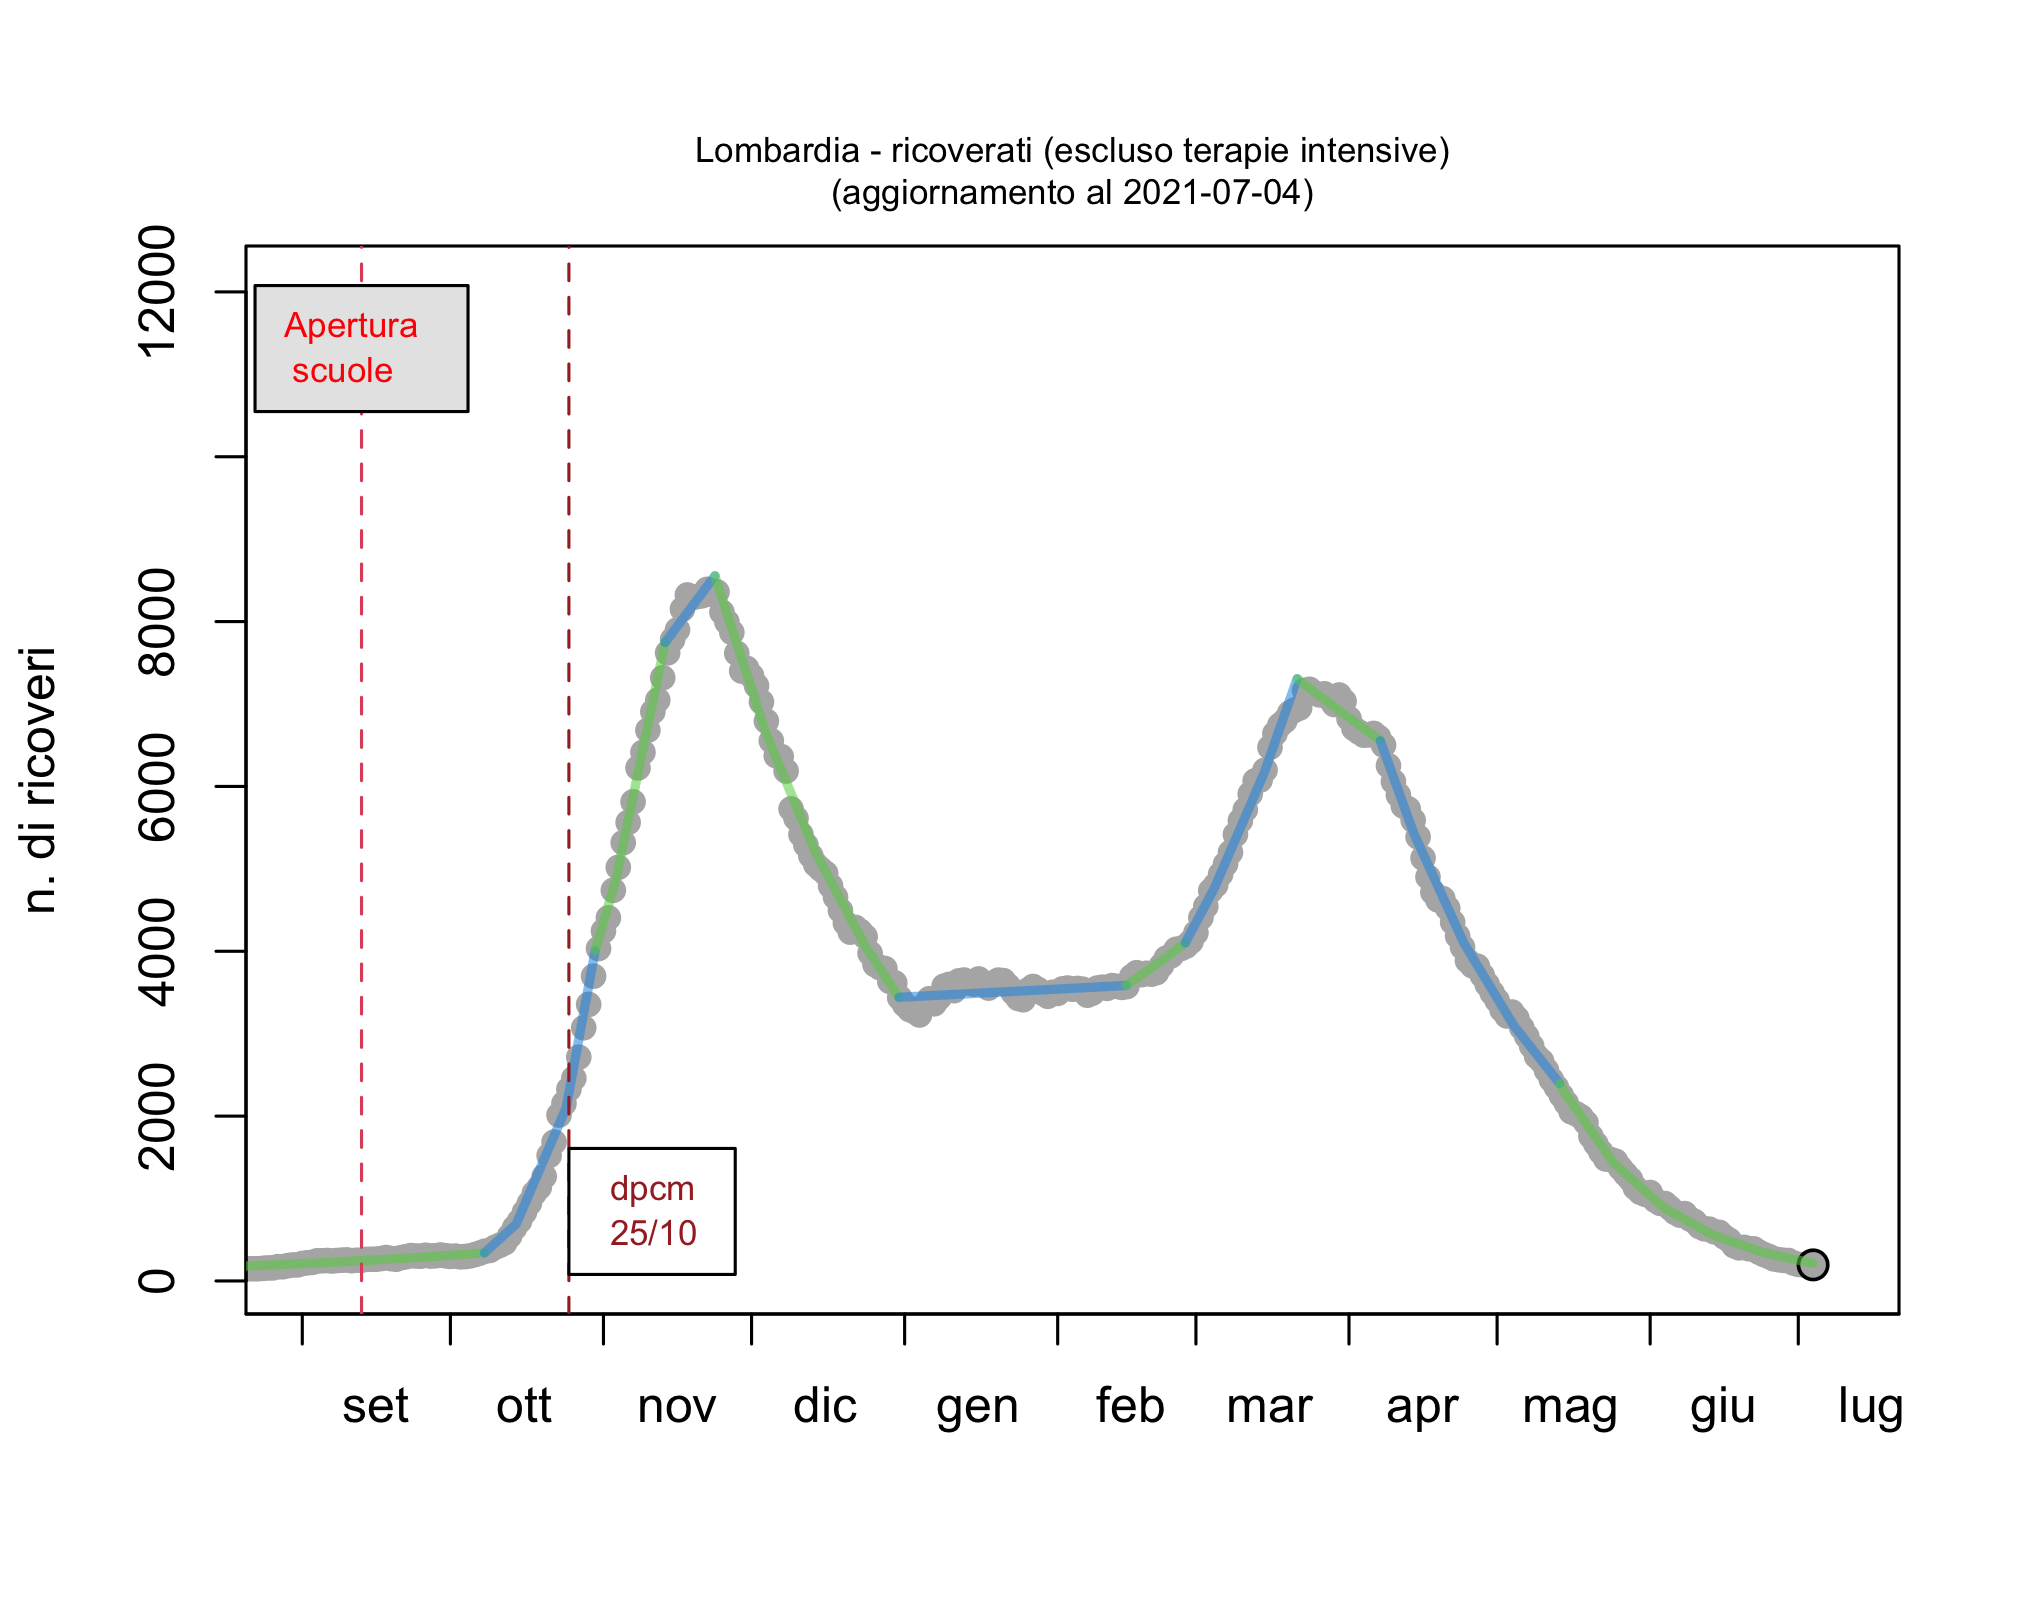 Lombardia - ricoverati (escluso terapie intensive)
(aggiornamento al 2021-07-04)
n. di ricoveri
12000
8000
6000
4000
2000
0
Apertura
scuole
dpcm
25/10
set ott nov dic gen feb mar apr mag giu lug